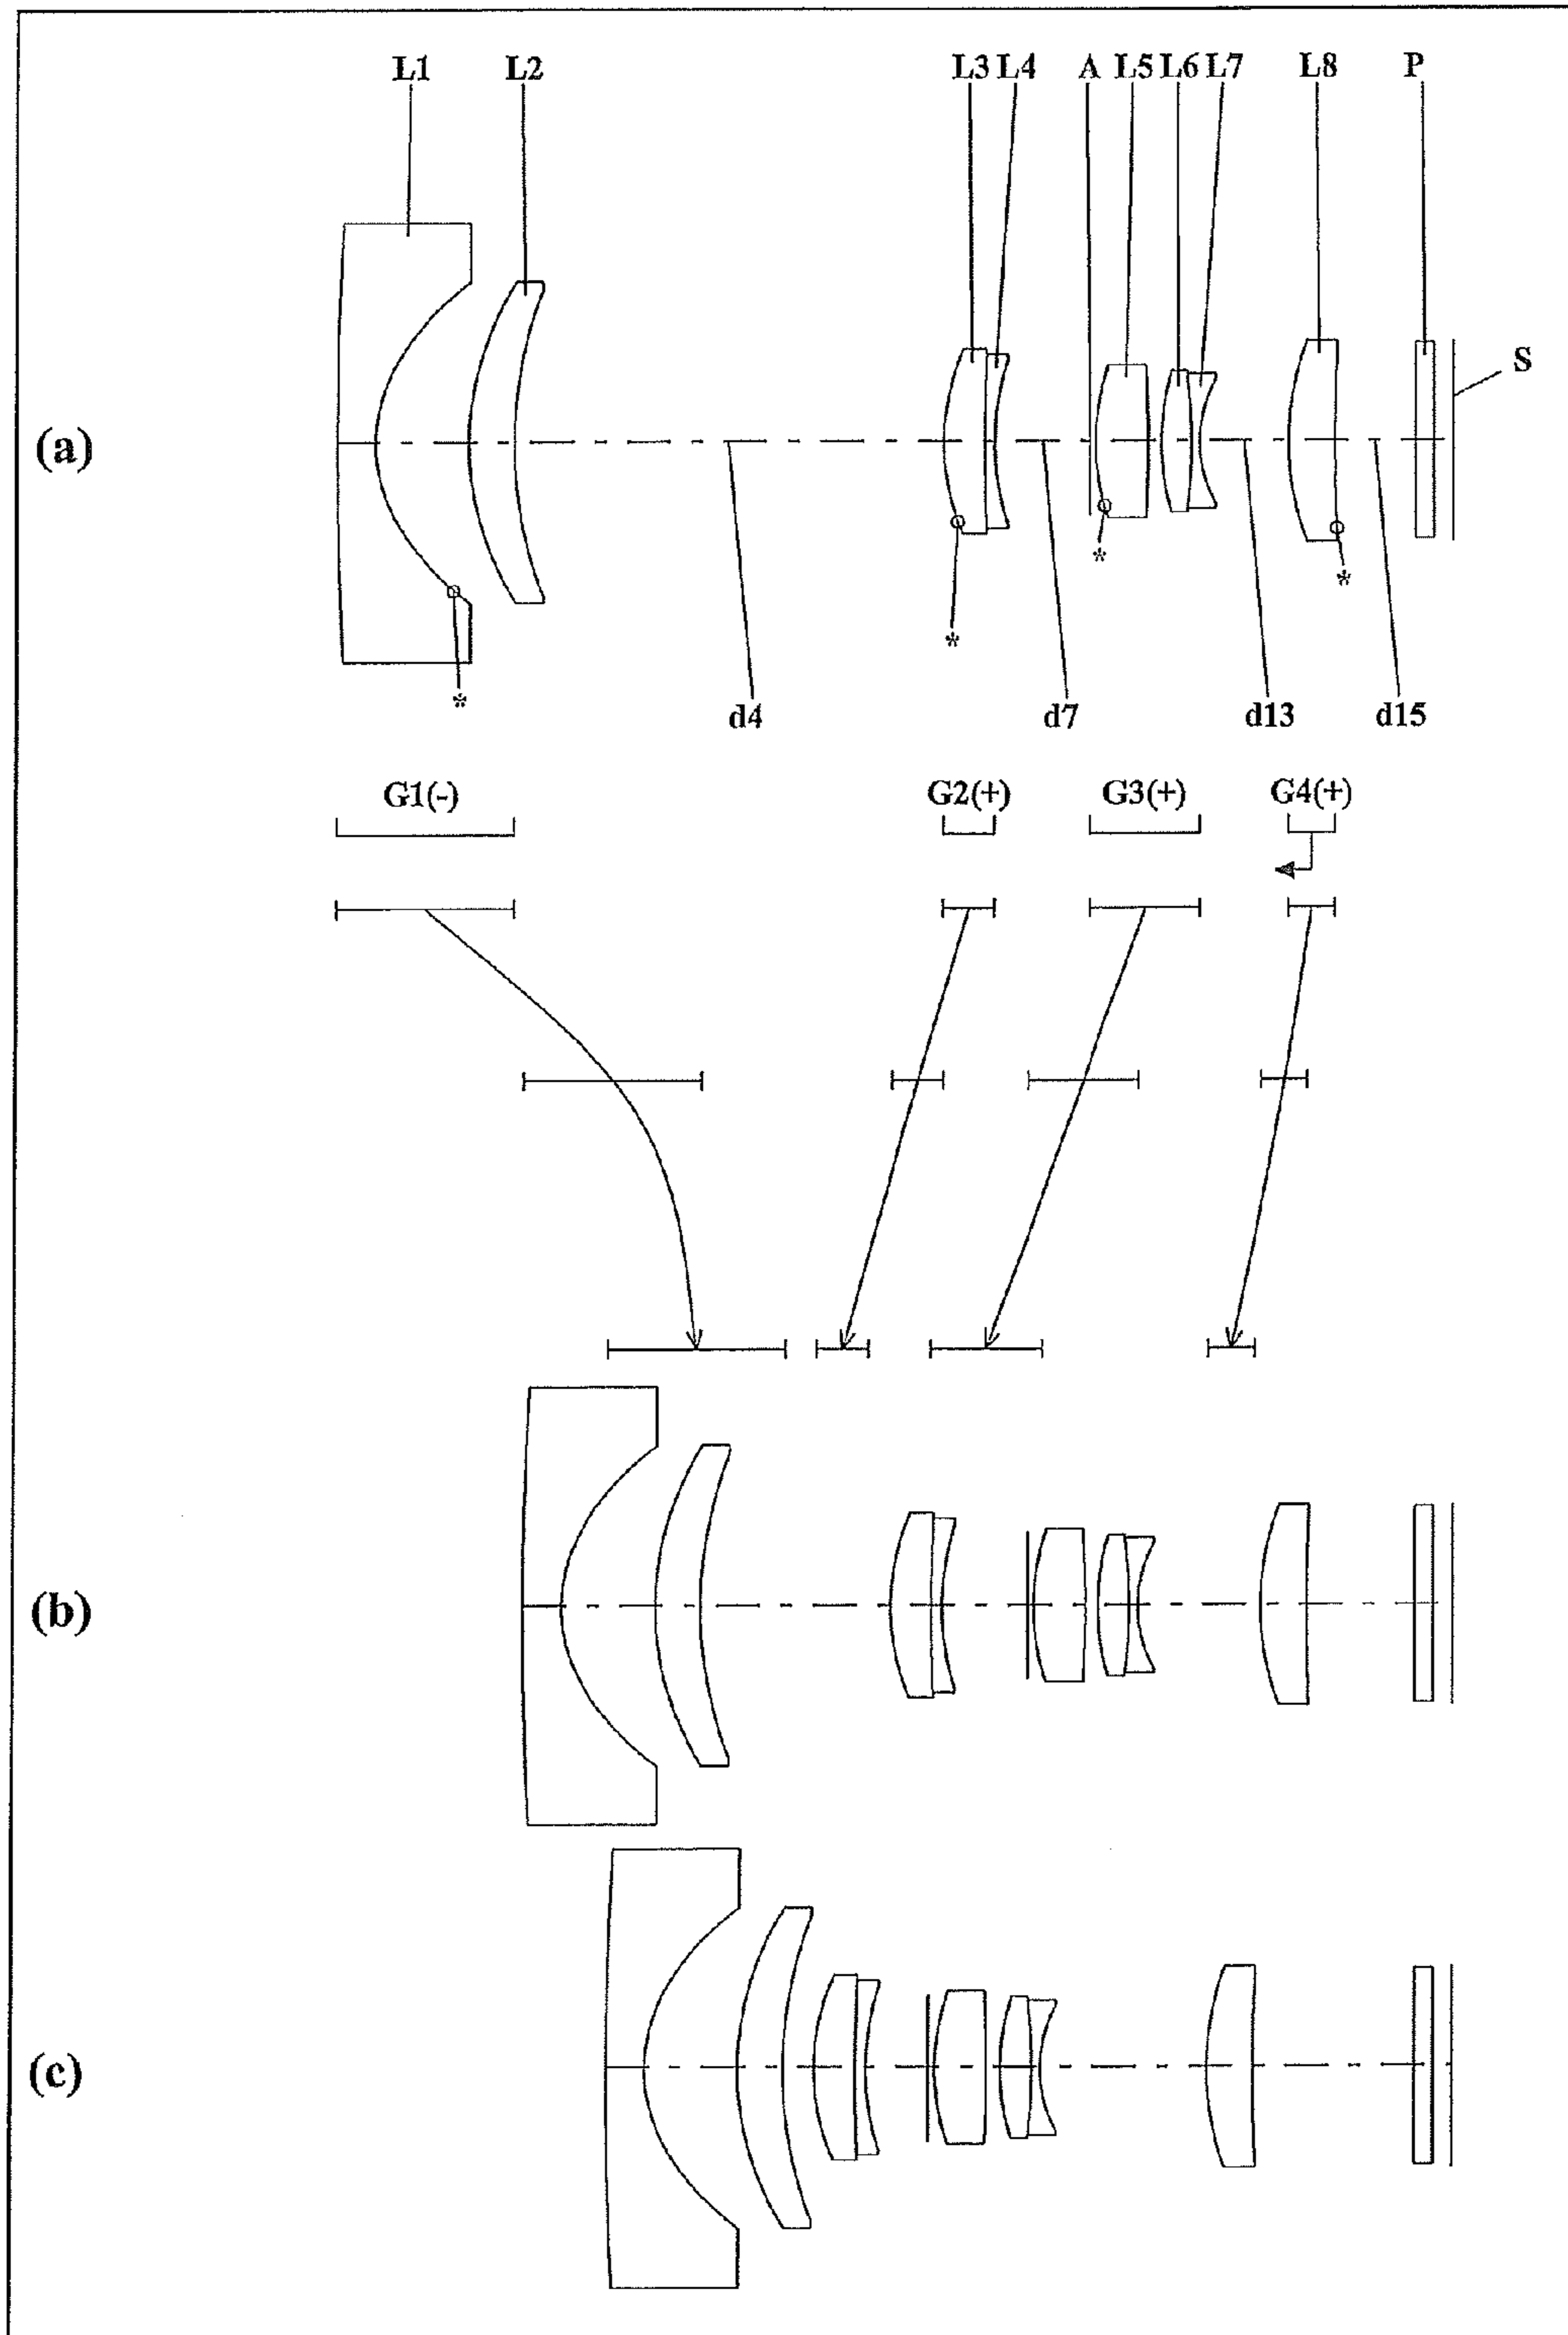 L1 L2 L3 L4 A L5 L6 L7 L8 P
S
(a)
*
*
*
*
d4 d7 d13 d15
G1(-) G2(+) G3(+) G4(+)
(b)
(c)